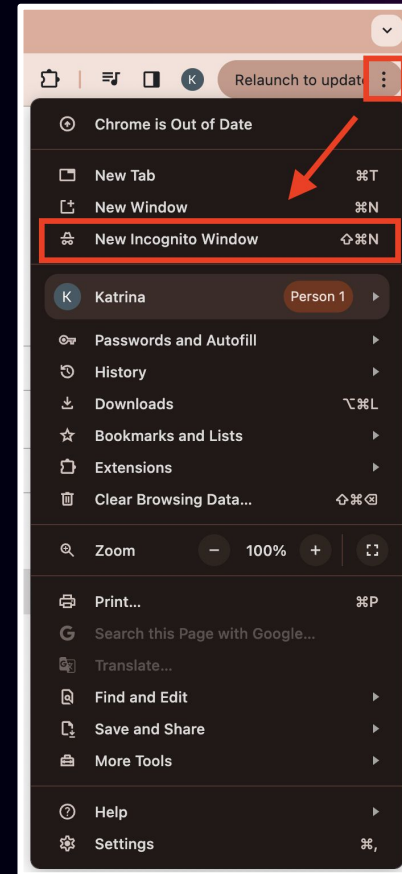 K Relaunch to updat
Chrome is Out of Date
New Tab ⌘T
New Window ⌘N
New Incognito Window ⇧⌘N
K Katrina Person 1
Passwords and Autofill
History
Downloads ⌥⌘L
Bookmarks and Lists
Extensions
Clear Browsing Data... ⇧⌘⌫
Zoom − 100% +
Print... ⌘P
G Search this Page with Google...
Translate...
Find and Edit
Save and Share
More Tools
Help
Settings ⌘,